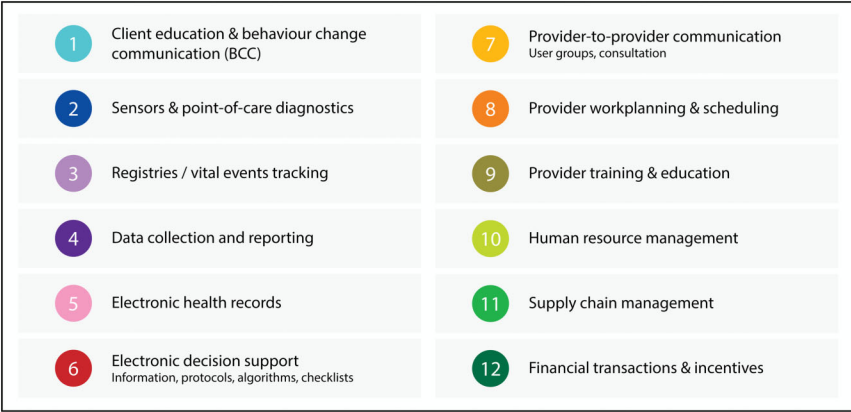 1
Client education & behaviour change
communication (BCC)
2
Sensors & point-of-care diagnostics
3
Registries / vital events tracking
4
Data collection and reporting
5
Electronic health records
6
Electronic decision support
Information, protocols, algorithms, checklists
7
Provider-to-provider communication
User groups, consultation
8
Provider workplanning & scheduling
9
Provider training & education
10
Human resource management
11
Supply chain management
12
Financial transactions & incentives